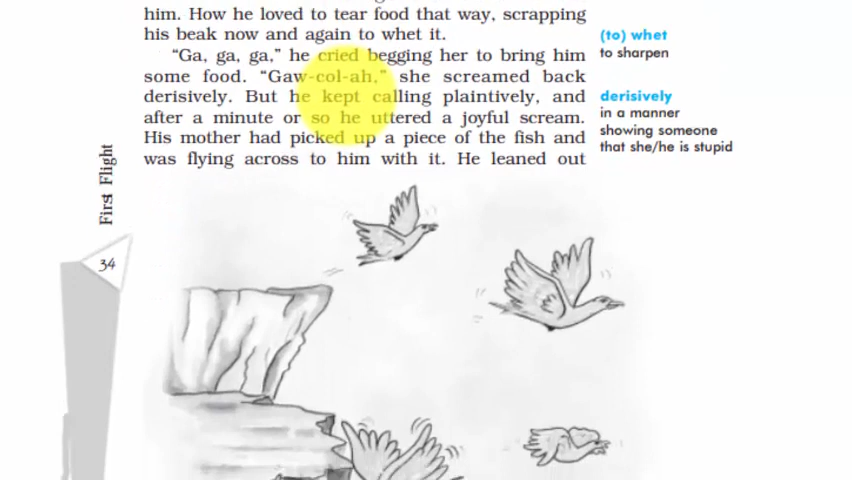 him. How he loved to tear food that way, scrapping
his beak now and again to whet it.
“Ga, ga, ga,” he cried begging her to bring him
some food. “Gaw-col-ah,” she screamed back
derisively. But he kept calling plaintively, and
after a minute or so he uttered a joyful scream.
His mother had picked up a piece of the fish and
was flying across to him with it. He leaned out
(to) whet
to sharpen
derisively
in a manner
showing someone
that she/he is stupid
First Flight
34